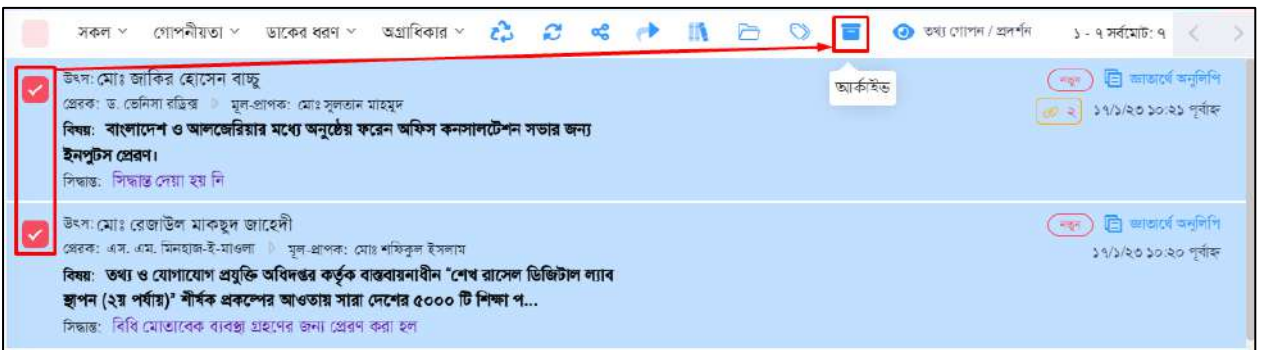 সকল গোপনীয়তা ডাকের ধরণ অগ্রাধিকার তথ্য গোপন / প্রদর্শন ১ - ৭ সর্বমোট: ৭
আর্কাইভ
উৎস: মোঃ জাকির হোসেন বাচ্চু নতুন জ্ঞাতার্থে অনুলিপি
প্রেরক: ড. ভেনিসা রড্রিক্স মূল-প্রাপক: মোঃ সুলতান মাহমুদ ২ ১৭/১/২৩ ১০:২১ পূর্বাহ্ন
বিষয়: বাংলাদেশ ও আলজেরিয়ার মধ্যে অনুষ্ঠেয় ফরেন অফিস কনসালটেশন সভার জন্য
ইনপুটস প্রেরণ।
সিদ্ধান্ত: সিদ্ধান্ত দেয়া হয় নি
উৎস: মোঃ রেজাউল মাকছুদ জাহেদী নতুন জ্ঞাতার্থে অনুলিপি
প্রেরক: এস. এম. মিনহাজ-ই-মাওলা মূল-প্রাপক: মোঃ শফিকুল ইসলাম ১৭/১/২৩ ১০:২০ পূর্বাহ্ন
বিষয়: তথ্য ও যোগাযোগ প্রযুক্তি অধিদপ্তর কর্তৃক বাস্তবায়নাধীন "শেখ রাসেল ডিজিটাল ল্যাব
স্থাপন (২য় পর্যায়)" শীর্ষক প্রকল্পের আওতায় সারা দেশের ৫০০০ টি শিক্ষা প...
সিদ্ধান্ত: বিধি মোতাবেক ব্যবস্থা গ্রহণের জন্য প্রেরণ করা হল